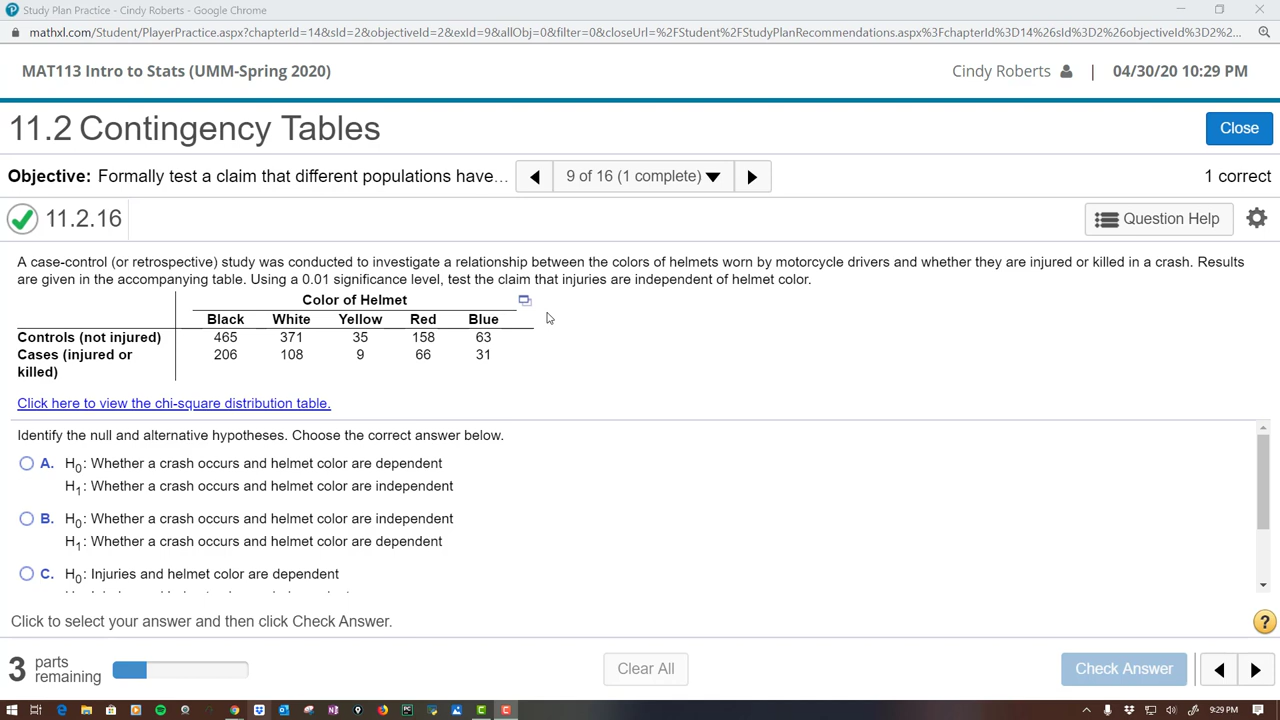 Study Plan Practice - Cindy Roberts - Google Chrome
mathxl.com/Student/PlayerPractice.aspx?chapterId=14&sId=2&objectiveId=2&exId=9&allObj=0&filter=0&closeUrl=%2FStudent%2FStudyPlanRecommendations.aspx%3FchapterId%3D14%26sId%3D2%26objectiveId%3D2%2...
MAT113 Intro to Stats (UMM-Spring 2020)
Cindy Roberts | 04/30/20 10:29 PM
11.2 Contingency Tables
Close
Objective: Formally test a claim that different populations have...
9 of 16 (1 complete)
1 correct
11.2.16
Question Help
A case-control (or retrospective) study was conducted to investigate a relationship between the colors of helmets worn by motorcycle drivers and whether they are injured or killed in a crash. Results
are given in the accompanying table. Using a 0.01 significance level, test the claim that injuries are independent of helmet color.
Color of Helmet
Black White Yellow Red Blue
Controls (not injured) 465 371 35 158 63
Cases (injured or 206 108 9 66 31
killed)
Click here to view the chi-square distribution table.
Identify the null and alternative hypotheses. Choose the correct answer below.
A. H0: Whether a crash occurs and helmet color are dependent
H1: Whether a crash occurs and helmet color are independent
B. H0: Whether a crash occurs and helmet color are independent
H1: Whether a crash occurs and helmet color are dependent
C. H0: Injuries and helmet color are dependent
Click to select your answer and then click Check Answer.
?
3 parts
remaining
Clear All
Check Answer
9:29 PM